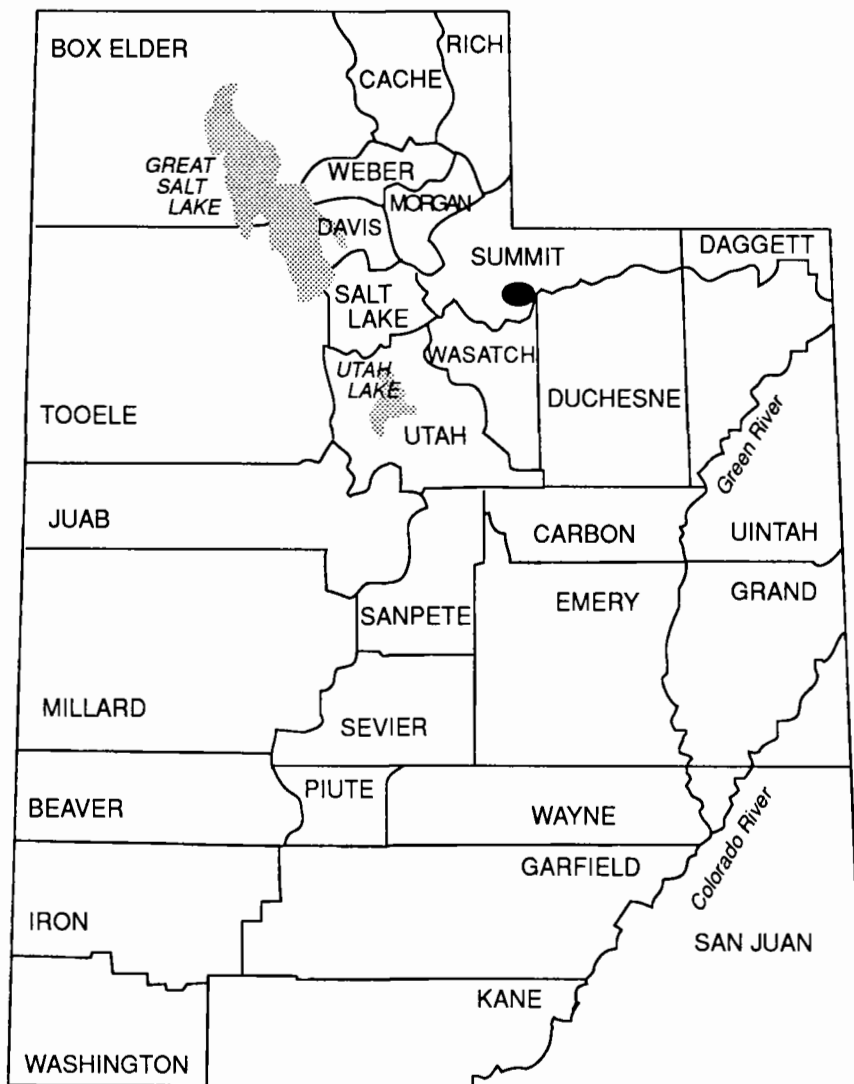 BOX ELDER
RICH
CACHE
GREAT
SALT
LAKE
WEBER
MORGAN
DAVIS
SUMMIT
DAGGETT
SALT
LAKE
WASATCH
UTAH
LAKE
DUCHESNE
TOOELE
UTAH
Green River
JUAB
CARBON
UINTAH
SANPETE
EMERY
GRAND
MILLARD
SEVIER
PIUTE
BEAVER
WAYNE
Colorado River
GARFIELD
IRON
SAN JUAN
KANE
WASHINGTON